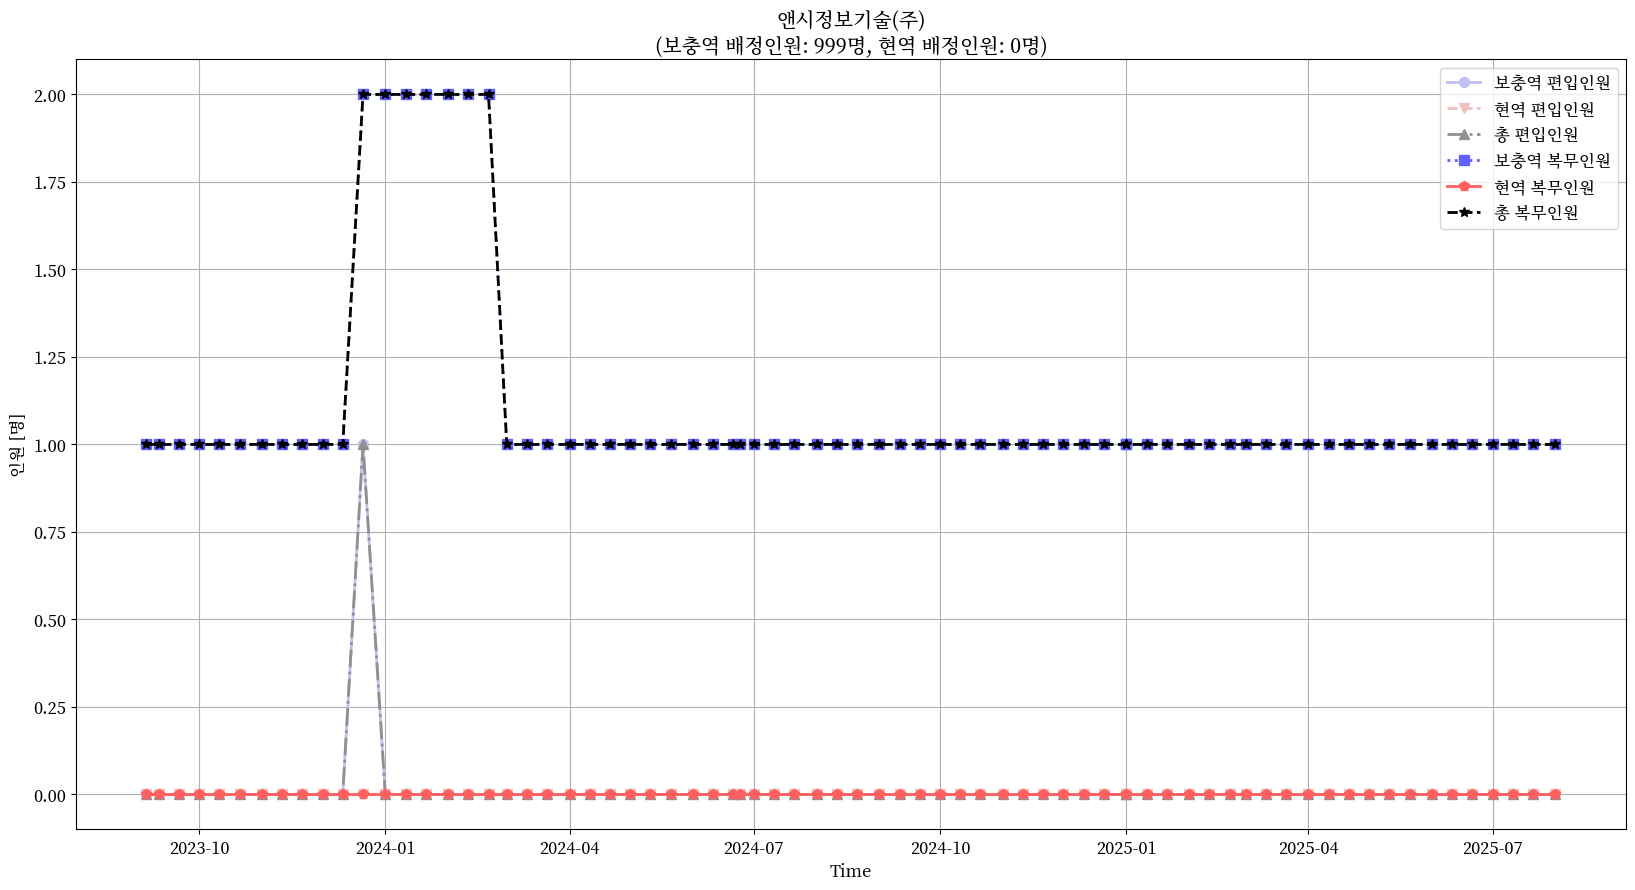 앤시정보기술(주)
(보충역 배정인원: 999명, 현역 배정인원: 0명)
보충역 편입인원
현역 편입인원
총 편입인원
보충역 복무인원
현역 복무인원
총 복무인원
인원 [명]
2.00
1.75
1.50
1.25
1.00
0.75
0.50
0.25
0.00
2023-10
2024-01
2024-04
2024-07
2024-10
2025-01
2025-04
2025-07
Time